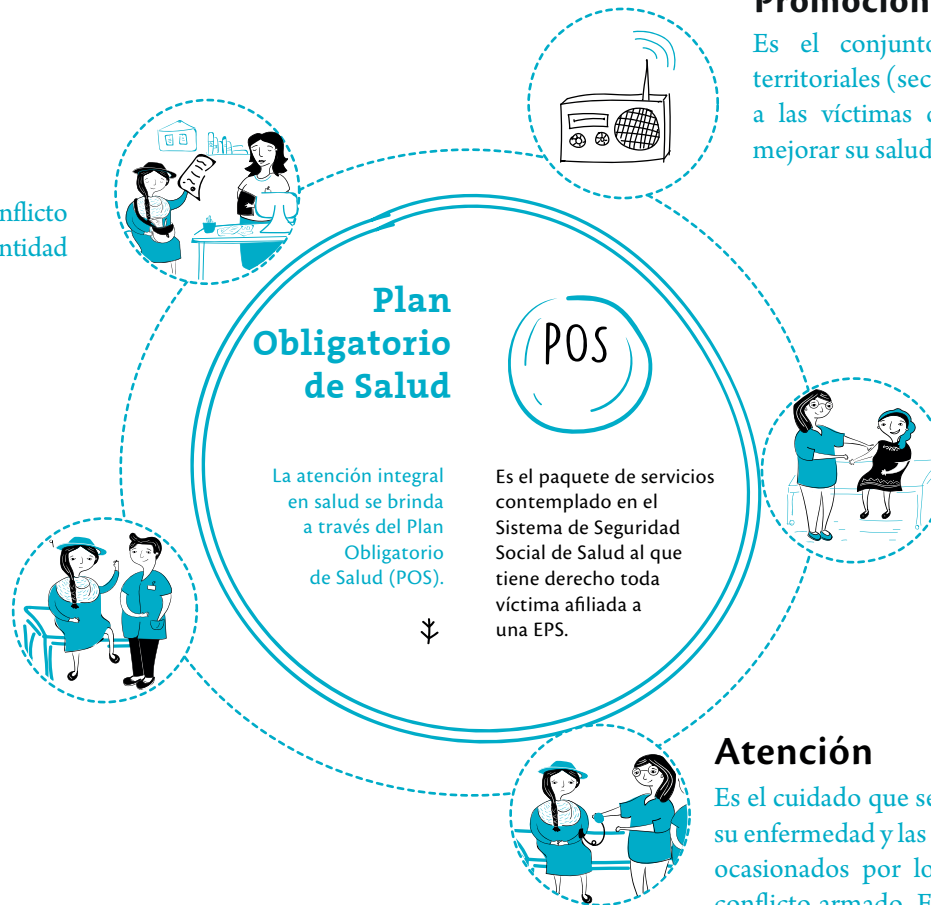 Promoción
Es el conjunto
territoriales (sec
a las víctimas
mejorar su salud
nflicto
ntidad
Plan
Obligatorio
de Salud
POS
La atención integral
en salud se brinda
a través del Plan
Obligatorio
de Salud (POS).
Es el paquete de servicios
contemplado en el
Sistema de Seguridad
Social de Salud al que
tiene derecho toda
víctima afiliada a
una EPS.
Atención
Es el cuidado que se
su enfermedad y las
ocasionados por lo
conflicto armado. E